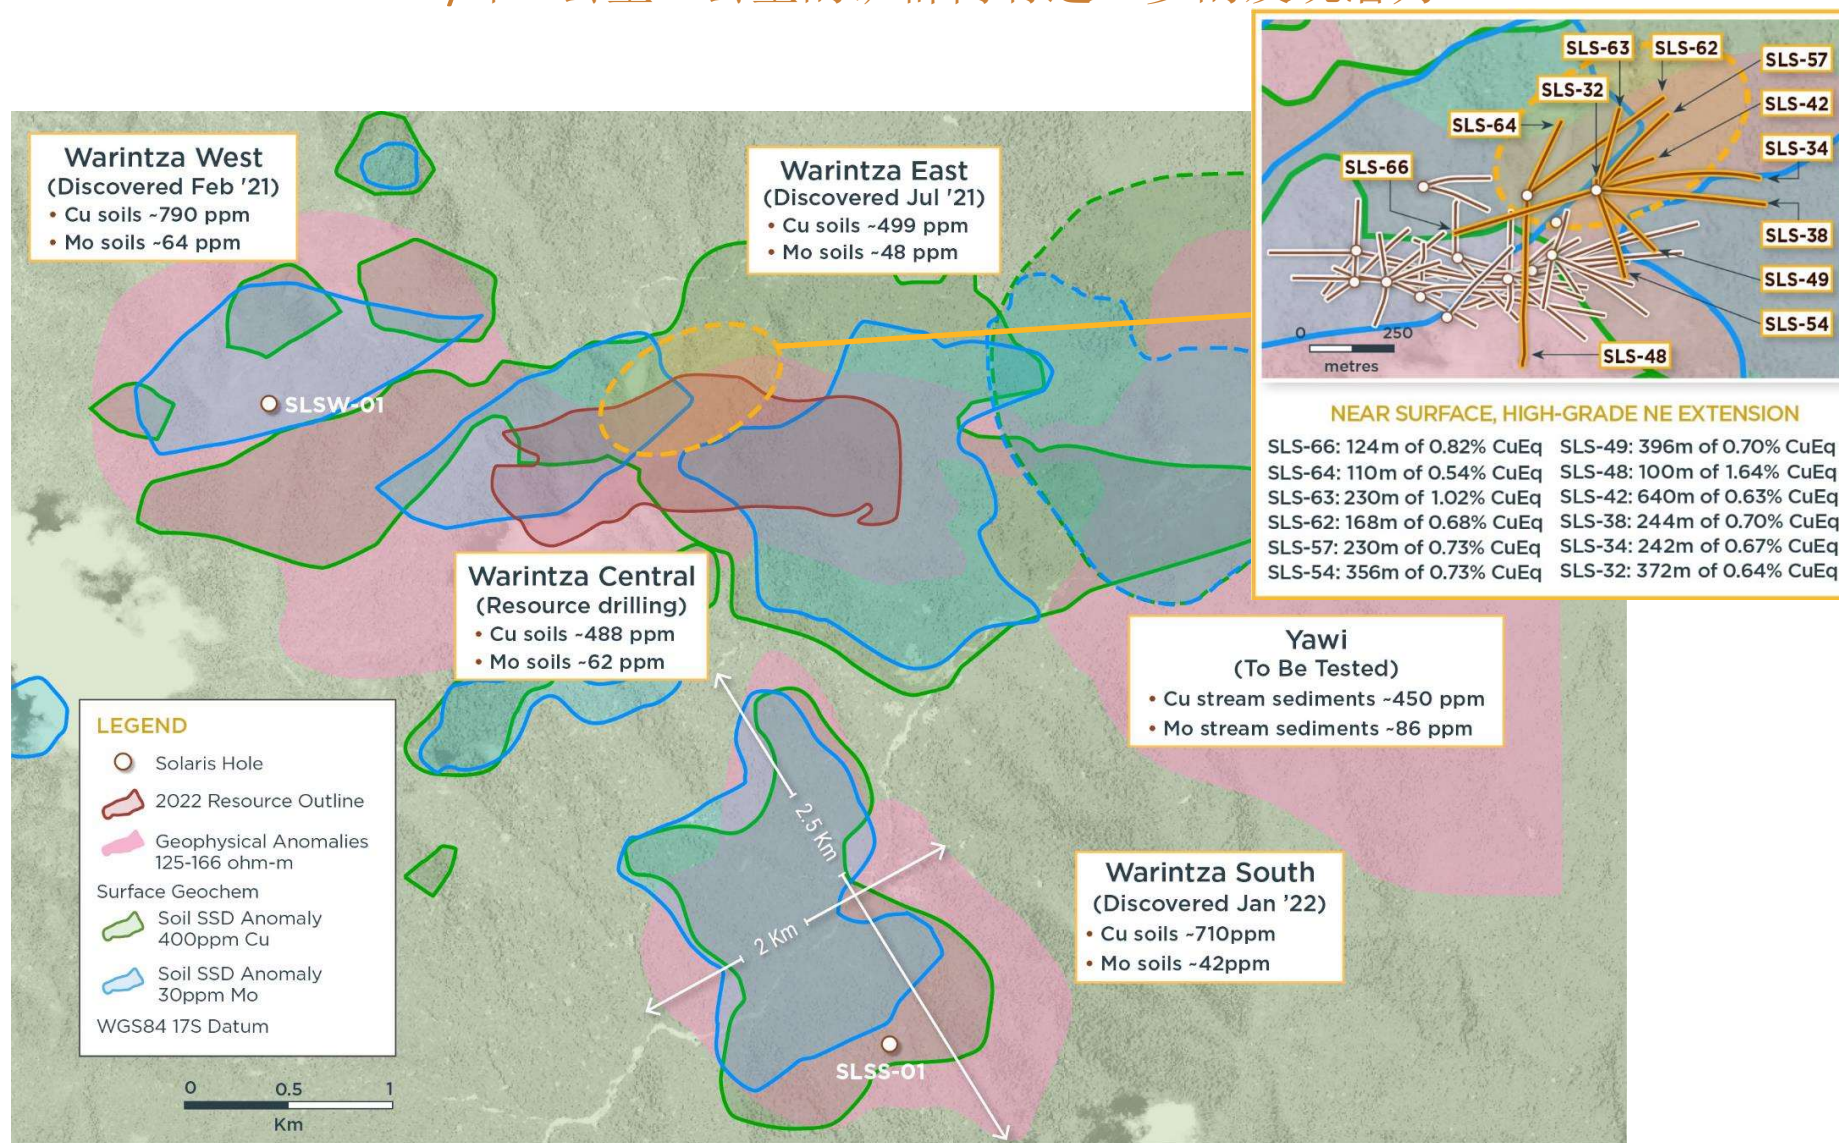 Warintza West
(Discovered Feb '21)
• Cu soils ~790 ppm
• Mo soils ~64 ppm
Warintza East
(Discovered Jul '21)
• Cu soils ~499 ppm
• Mo soils ~48 ppm
SLS-63
SLS-62
SLS-57
SLS-32
SLS-42
SLS-64
SLS-34
SLS-66
SLS-38
SLS-49
SLS-54
SLS-48
0 250
metres
NEAR SURFACE, HIGH-GRADE NE EXTENSION
SLS-66: 124m of 0.82% CuEq SLS-49: 396m of 0.70% CuEq
SLS-64: 110m of 0.54% CuEq SLS-48: 100m of 1.64% CuEq
SLS-63: 230m of 1.02% CuEq SLS-42: 640m of 0.63% CuEq
SLS-62: 168m of 0.68% CuEq SLS-38: 244m of 0.70% CuEq
SLS-57: 230m of 0.73% CuEq SLS-34: 242m of 0.67% CuEq
SLS-54: 356m of 0.73% CuEq SLS-32: 372m of 0.64% CuEq
SLSW-01
Warintza Central
(Resource drilling)
• Cu soils ~488 ppm
• Mo soils ~62 ppm
Yawi
(To Be Tested)
• Cu stream sediments ~450 ppm
• Mo stream sediments ~86 ppm
LEGEND
Solaris Hole
2022 Resource Outline
Geophysical Anomalies
125-166 ohm-m
Surface Geochem
Soil SSD Anomaly
400ppm Cu
Soil SSD Anomaly
30ppm Mo
WGS84 17S Datum
2.5 Km
2 Km
Warintza South
(Discovered Jan ’22)
• Cu soils ~710ppm
• Mo soils ~42ppm
SLSS-01
0 0.5 1
Km